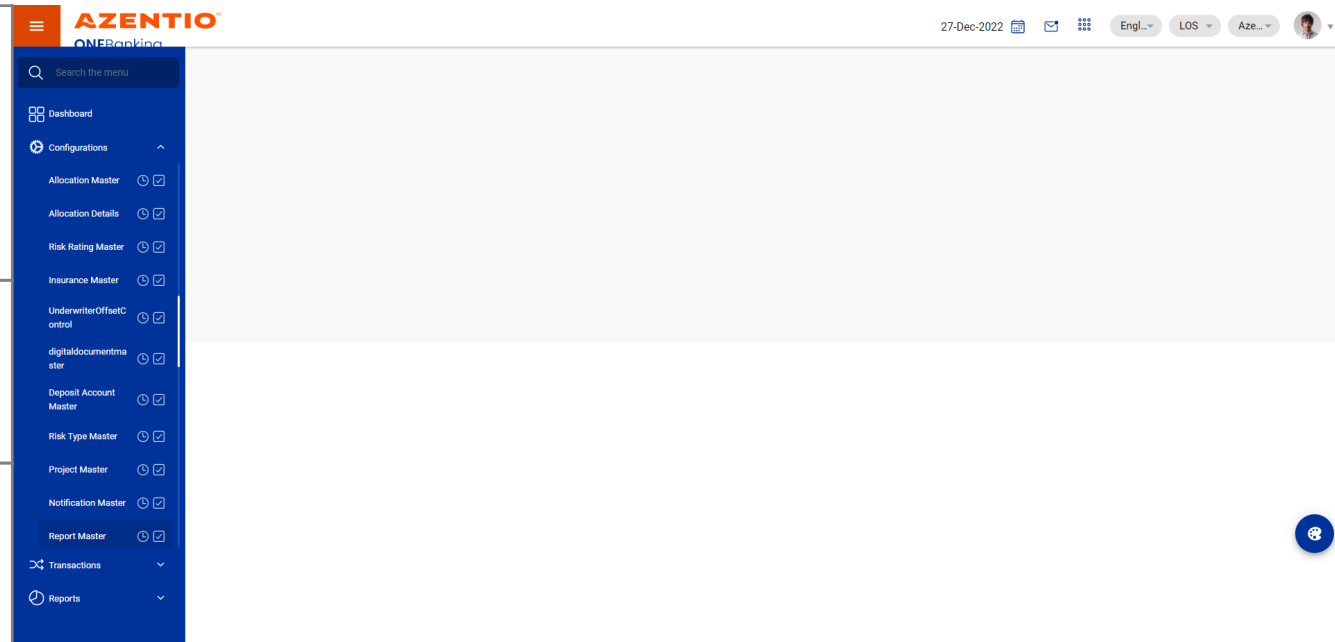 AZENTIO™
ONEBanking
27-Dec-2022
Engl...
LOS
Aze...
Search the menu
Dashboard
Configurations
Allocation Master
Allocation Details
Risk Rating Master
Insurance Master
UnderwriterOffsetC
ontrol
digitaldocumentma
ster
Deposit Account
Master
Risk Type Master
Project Master
Notification Master
Report Master
Transactions
Reports